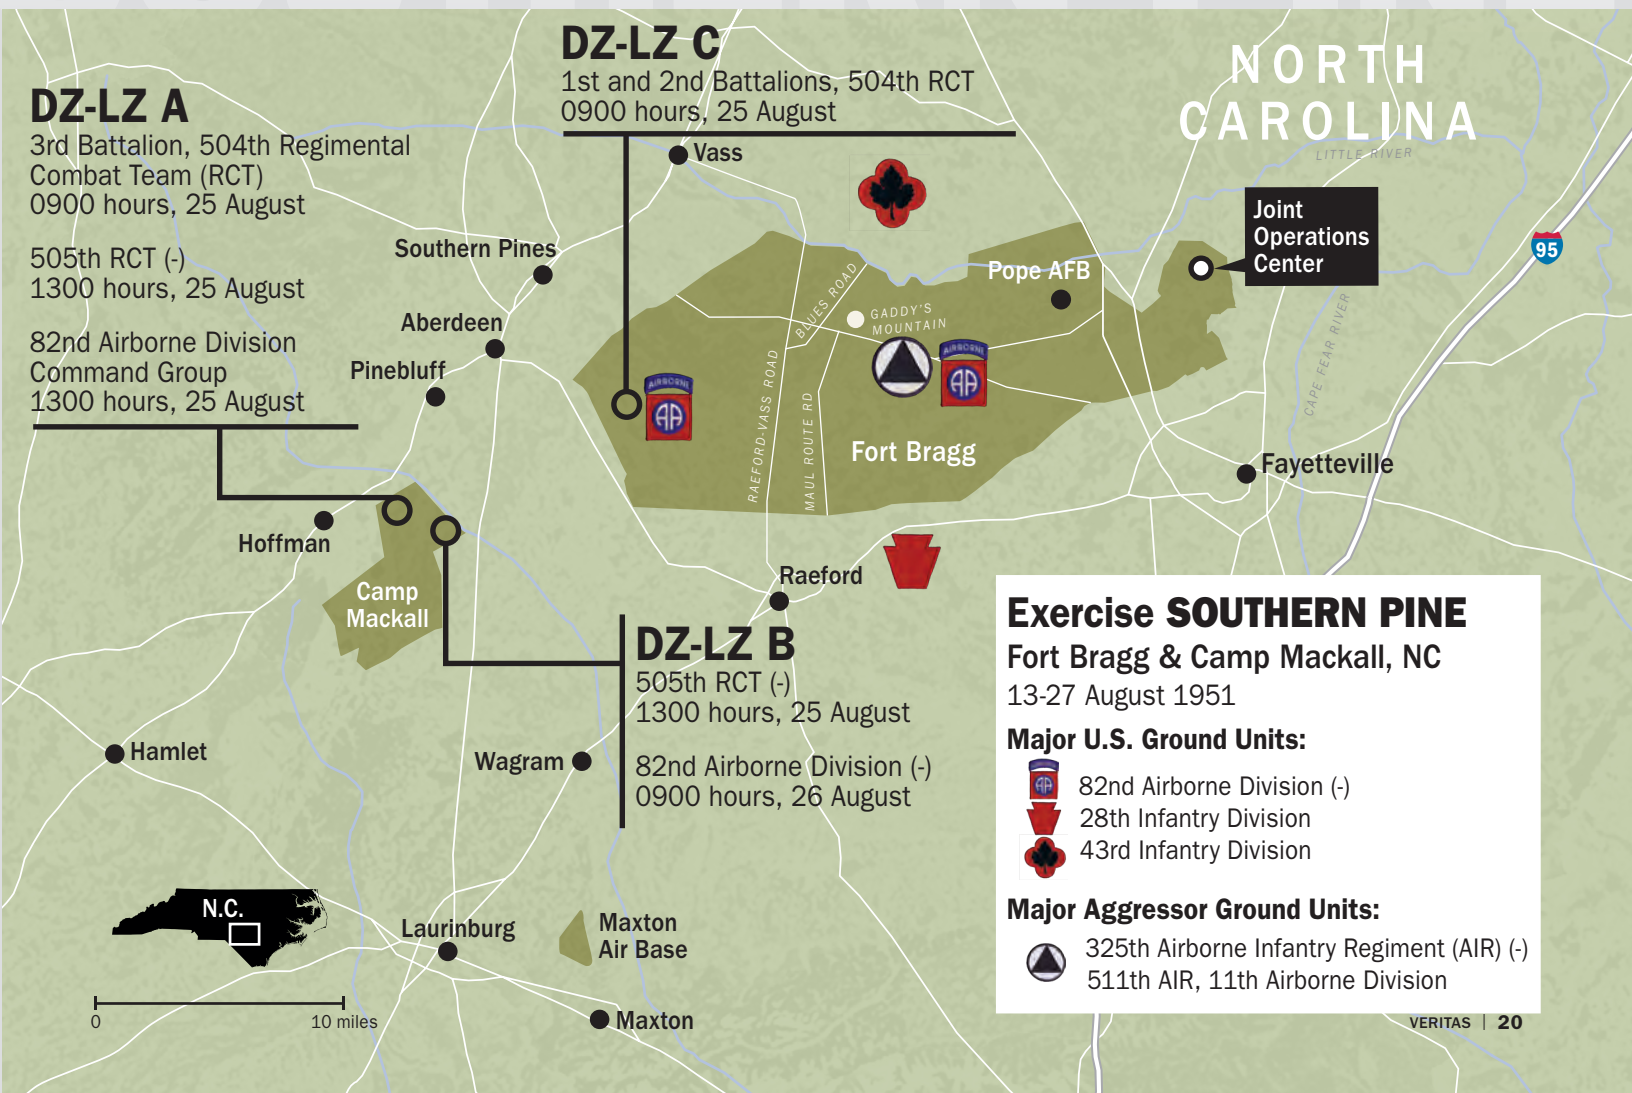 DZ-LZ A
3rd Battalion, 504th Regimental
Combat Team (RCT)
0900 hours, 25 August
505th RCT (-)
1300 hours, 25 August
82nd Airborne Division
Command Group
1300 hours, 25 August
DZ-LZ C
1st and 2nd Battalions, 504th RCT
0900 hours, 25 August
NORTH
CAROLINA
LITTLE RIVER
Vass
Joint
Operations
Center
95
Southern Pines
Pope AFB
BLUES ROAD
GADDY'S
MOUNTAIN
CAPE FEAR RIVER
Aberdeen
Pinebluff
AIRBORNE
AA
AIRBORNE
AA
RAEFORD-VASS ROAD
MAUL ROUTE RD
Fort Bragg
Fayetteville
Hoffman
Camp
Mackall
Raeford
DZ-LZ B
505th RCT (-)
1300 hours, 25 August
82nd Airborne Division (-)
0900 hours, 26 August
Hamlet
Wagram
Exercise SOUTHERN PINE
Fort Bragg & Camp Mackall, NC
13-27 August 1951
Major U.S. Ground Units:
AA
82nd Airborne Division (-)
28th Infantry Division
43rd Infantry Division
Major Aggressor Ground Units:
325th Airborne Infantry Regiment (AIR) (-)
511th AIR, 11th Airborne Division
N.C.
Laurinburg
Maxton
Air Base
Maxton
0 10 miles
VERITAS | 20